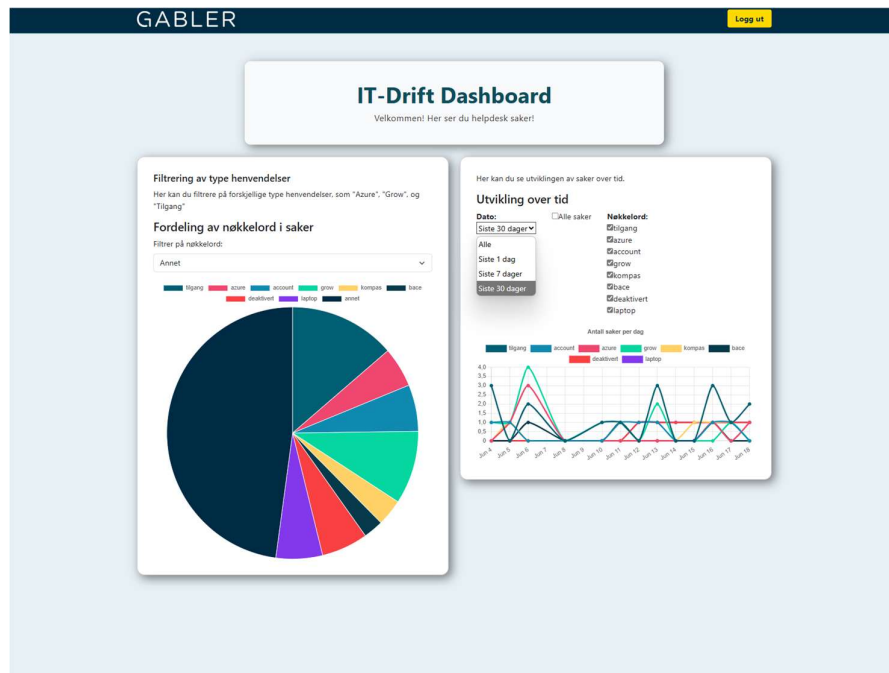 GABLER
Logg ut
IT-Drift Dashboard
Velkommen! Her ser du helpdesk saker!
Filtrering av type henvendelser
Her kan du filtrere på forskjellige type henvendelser, som "Azure", "Grow", og
"Tilgang"
Fordeling av nøkkelord i saker
Filtrer på nøkkelord:
Annet
tilgang azure account grow kompas bace
deaktivert laptop annet
Her kan du se utviklingen av saker over tid.
Utvikling over tid
Dato:
Siste 30 dager
Alle
Siste 1 dag
Siste 7 dager
Siste 30 dager
Alle saker
Nøkkelord:
tilgang
azure
account
grow
kompas
bace
deaktivert
laptop
Antall saker per dag
tilgang account azure grow kompas bace
deaktivert laptop
4,0
3,5
3,0
2,5
2,0
1,5
1,0
0,5
0
Jun 4 Jun 5 Jun 6 Jun 7 Jun 8 Jun 9 Jun 10 Jun 11 Jun 12 Jun 13 Jun 14 Jun 15 Jun 16 Jun 17 Jun 18